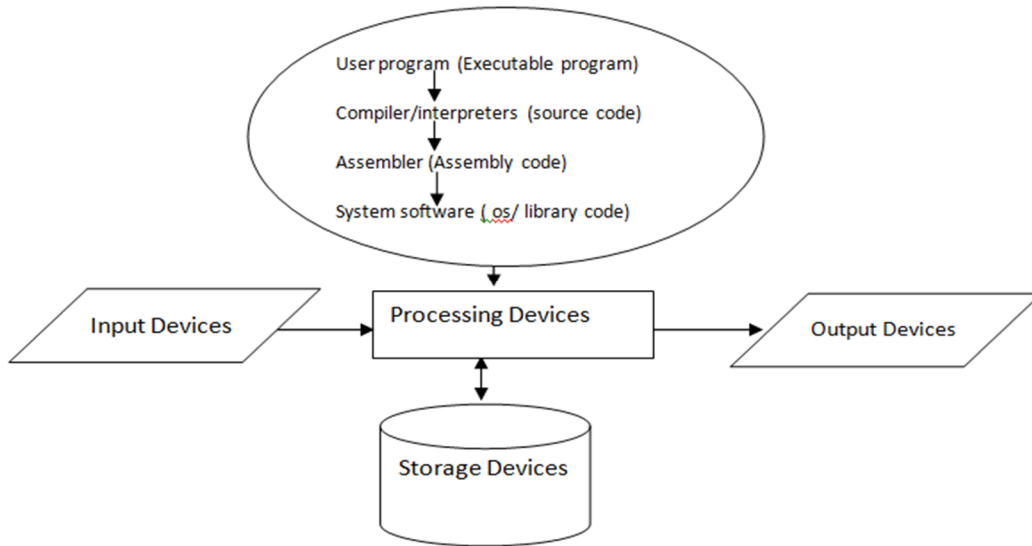 User program (Executable program)
Compiler/interpreters (source code)
Assembler (Assembly code)
System software ( os/ library code)
Input Devices
Processing Devices
Output Devices
Storage Devices